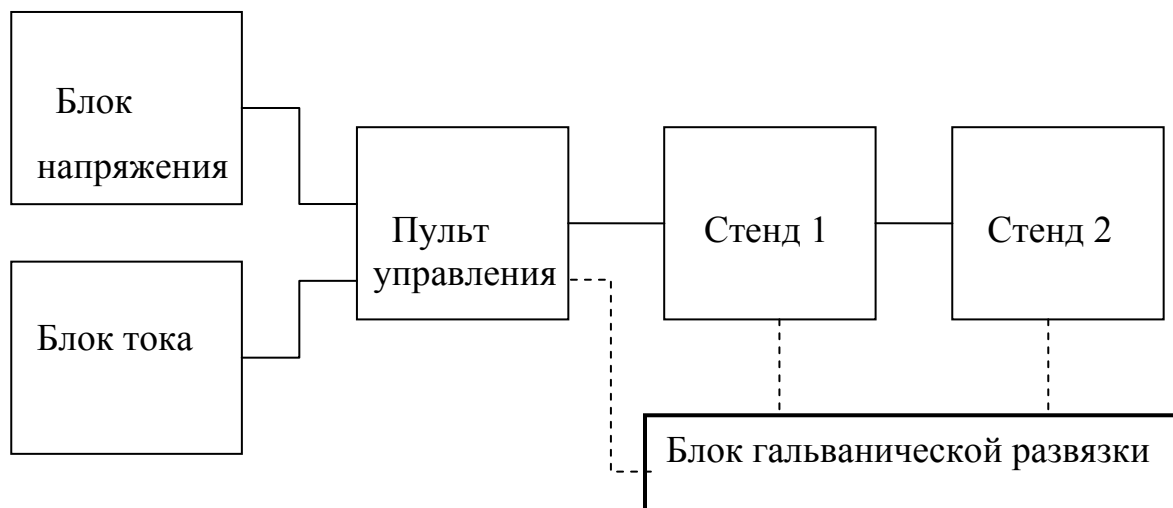 Блок
напряжения
Пульт
управления
Стенд 1
Стенд 2
Блок тока
Блок гальванической развязки